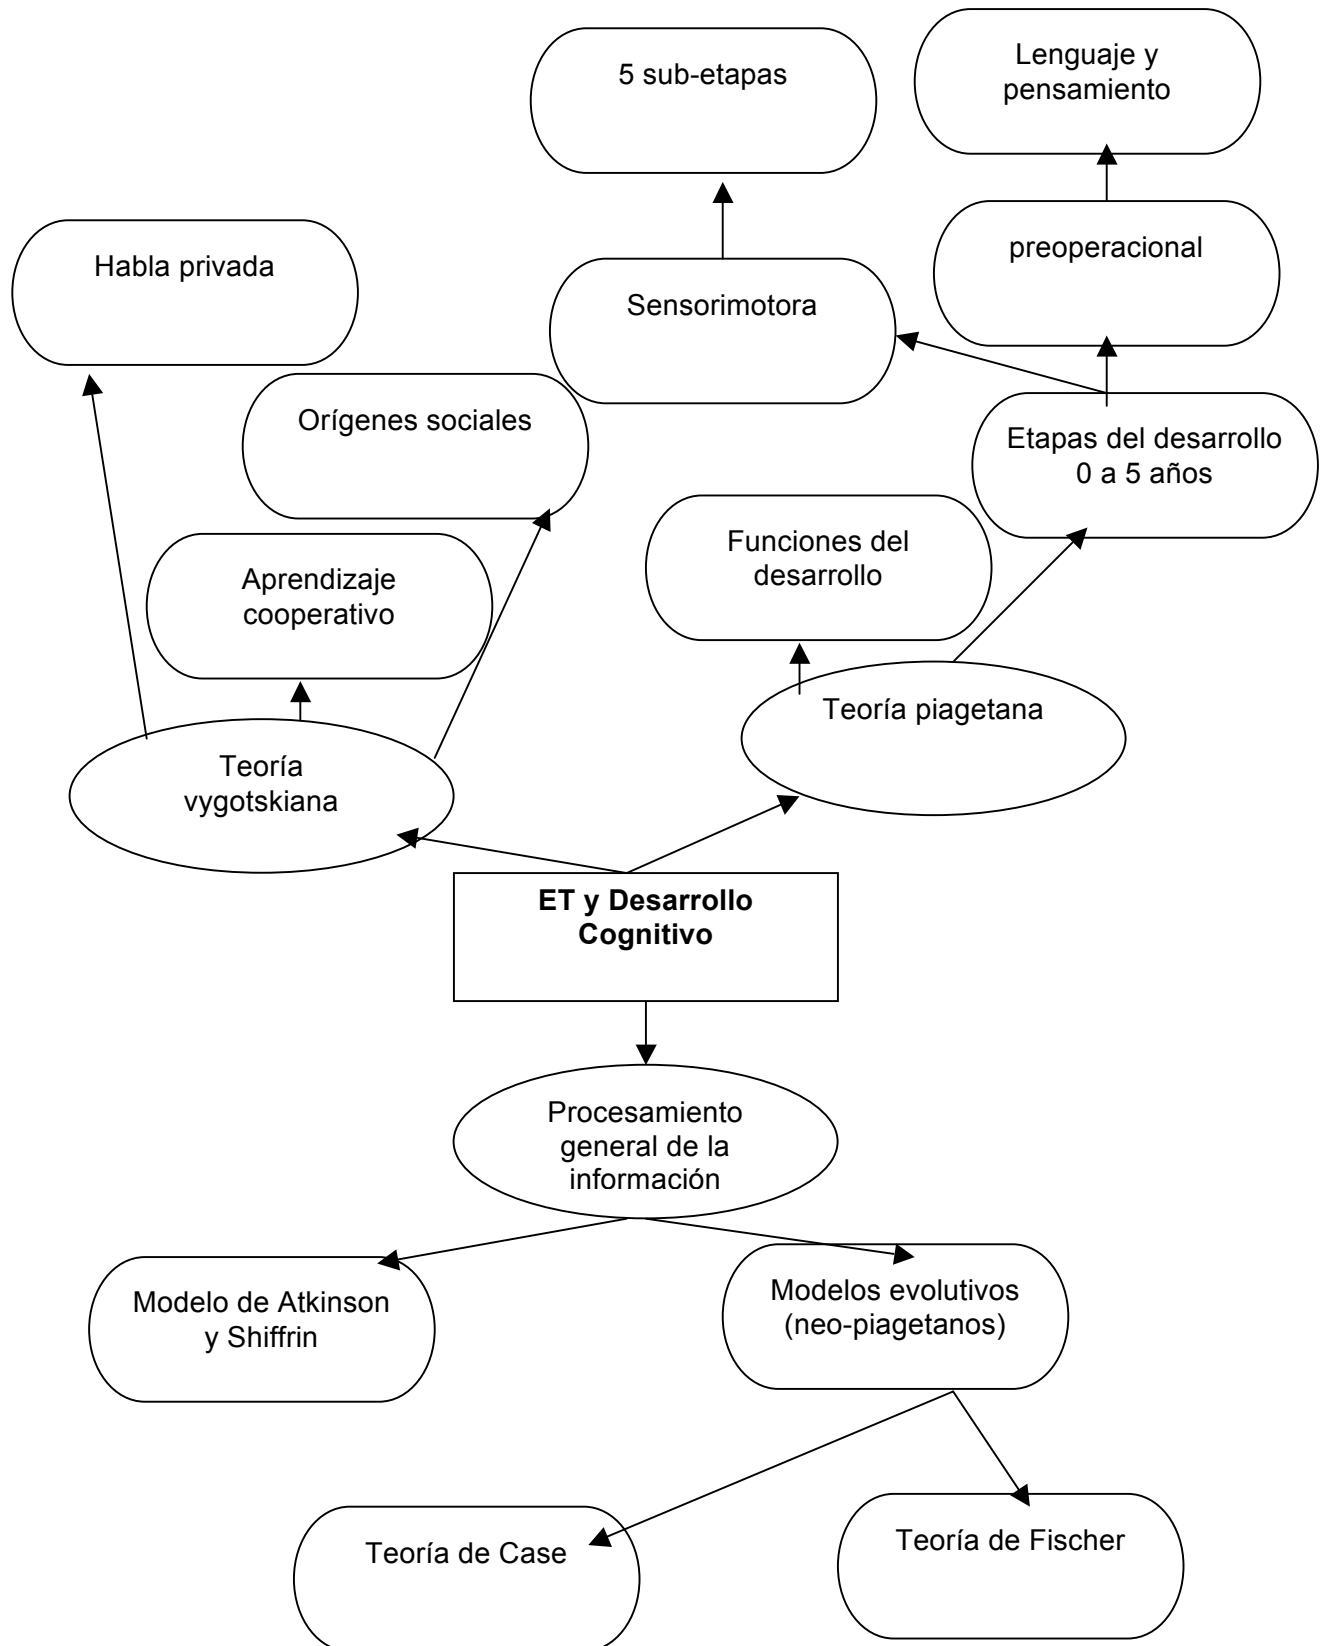 Lenguaje y
pensamiento
5 sub-etapas
preoperacional
Habla privada
Sensorimotora
Orígenes sociales
Etapas del desarrollo
0 a 5 años
Funciones del
desarrollo
Aprendizaje
cooperativo
Teoría piagetana
Teoría
vygotskiana
ET y Desarrollo
Cognitivo
Procesamiento
general de la
información
Modelo de Atkinson
y Shiffrin
Modelos evolutivos
(neo-piagetanos)
Teoría de Case
Teoría de Fischer